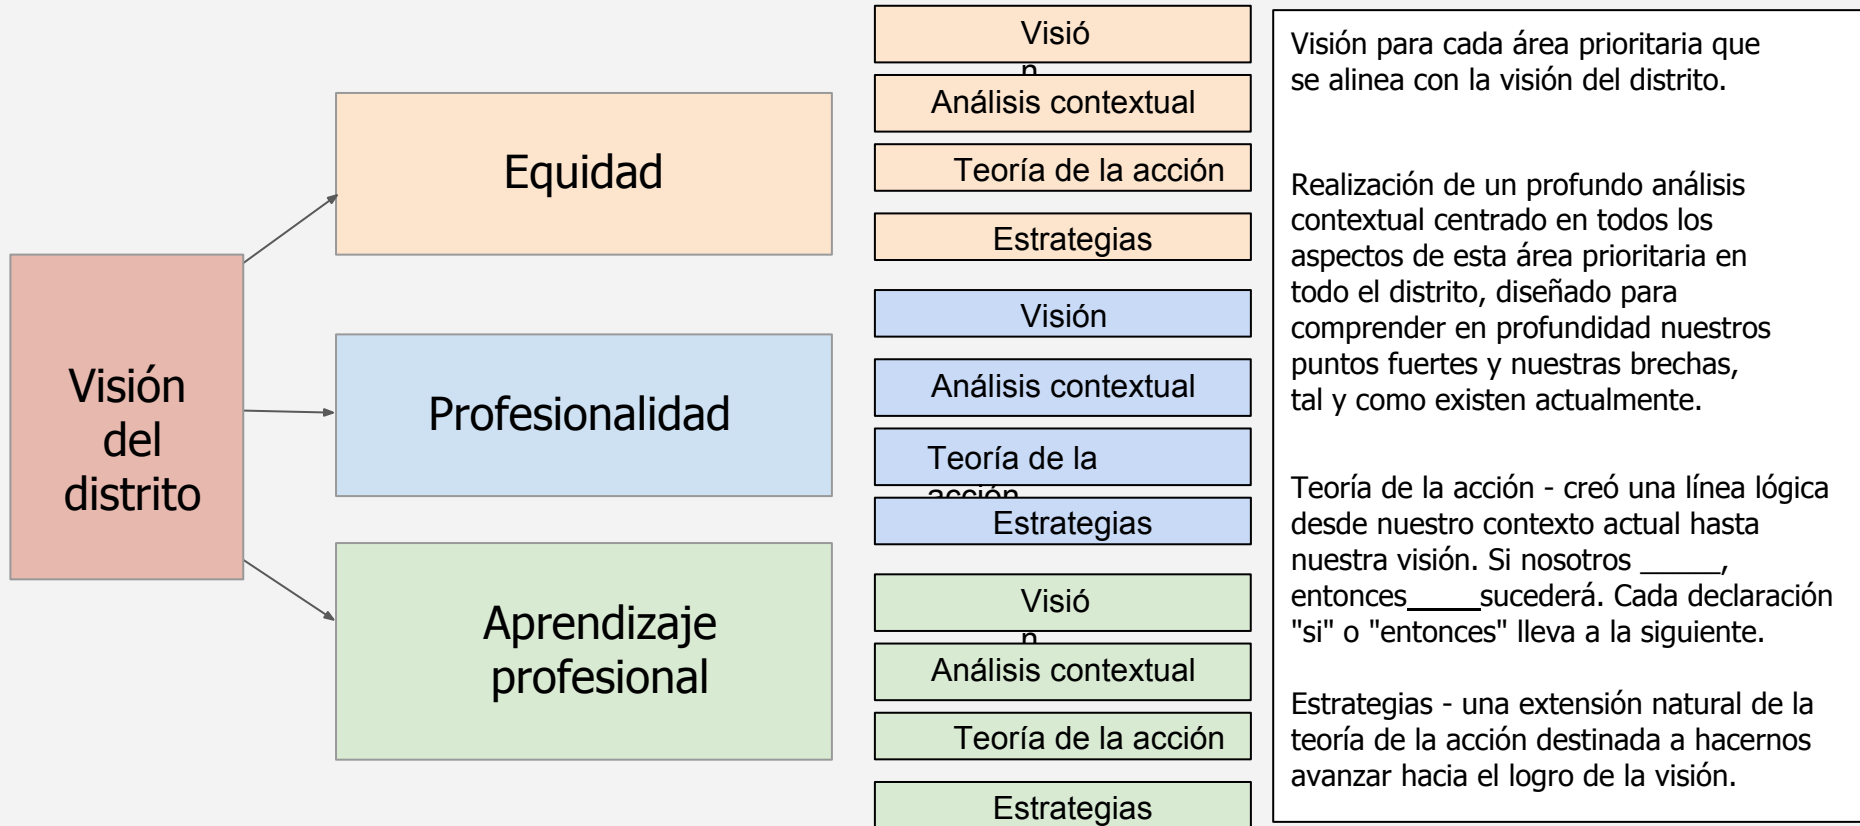 Visión
del
distrito
Equidad
Profesionalidad
Aprendizaje
profesional
Visió
n
Análisis contextual
Teoría de la acción
Estrategias
Visión
Análisis contextual
Teoría de la
acción
Estrategias
Visió
n
Análisis contextual
Teoría de la acción
Estrategias
Visión para cada área prioritaria que
se alinea con la visión del distrito.
Realización de un profundo análisis
contextual centrado en todos los
aspectos de esta área prioritaria en
todo el distrito, diseñado para
comprender en profundidad nuestros
puntos fuertes y nuestras brechas,
tal y como existen actualmente.
Teoría de la acción - creó una línea lógica
desde nuestro contexto actual hasta
nuestra visión. Si nosotros _____,
entonces_____sucederá. Cada declaración
"si" o "entonces" lleva a la siguiente.
Estrategias - una extensión natural de la
teoría de la acción destinada a hacernos
avanzar hacia el logro de la visión.